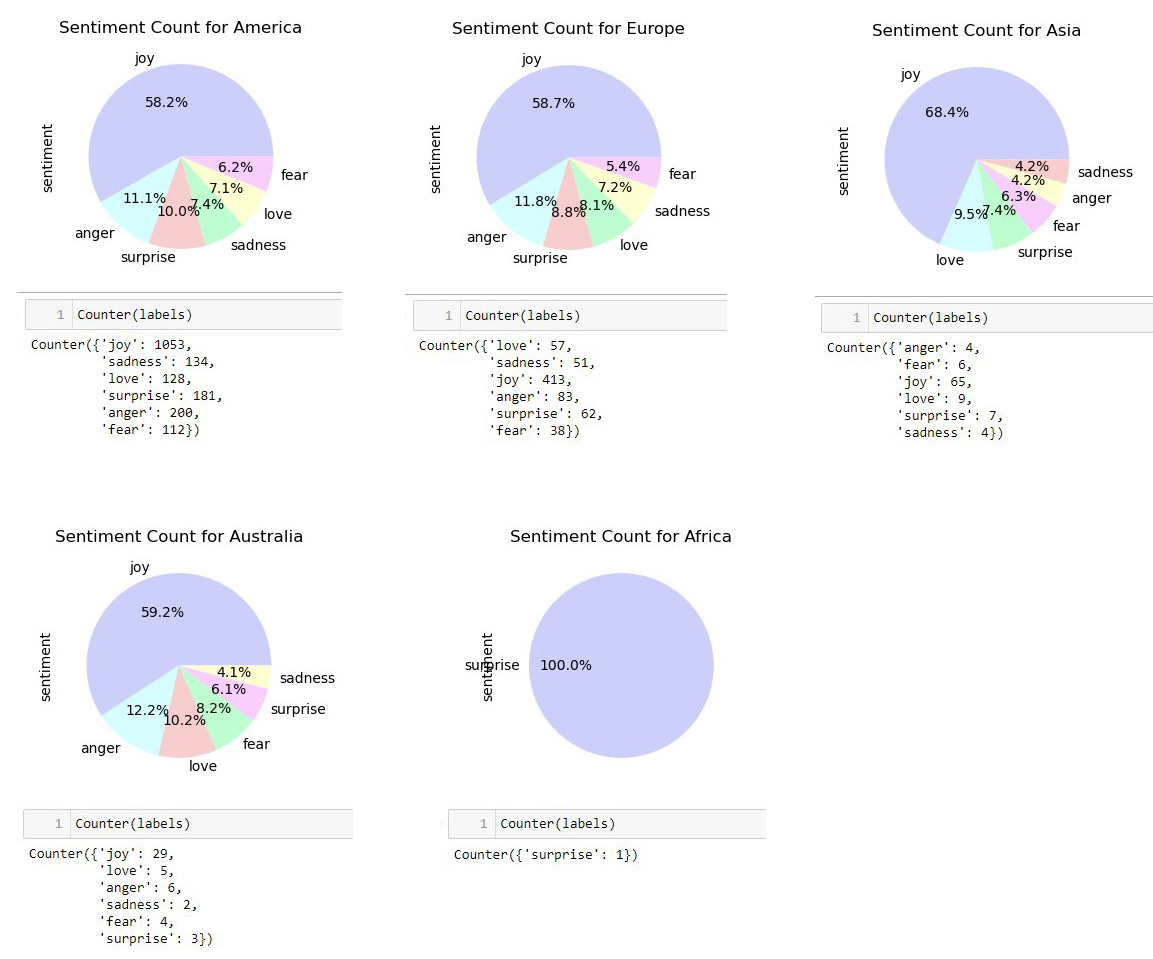 Sentiment Count for America
joy
58.2%
sentiment
6.2%
fear
7.1%
love
7.4%
sadness
10.0%
surprise
11.1%
anger
1 Counter(labels)
Counter({'joy': 1053,
'sadness': 134,
'love': 128,
'surprise': 181,
'anger': 200,
'fear': 112})
Sentiment Count for Europe
joy
58.7%
sentiment
5.4%
fear
7.2%
sadness
8.1%
love
8.8%
surprise
11.8%
anger
1 Counter(labels)
Counter({'love': 57,
'sadness': 51,
'joy': 413,
'anger': 83,
'surprise': 62,
'fear': 38})
Sentiment Count for Asia
joy
68.4%
sentiment
4.2%
sadness
4.2%
anger
6.3%
fear
7.4%
surprise
9.5%
love
1 Counter(labels)
Counter({'anger': 4,
'fear': 6,
'joy': 65,
'love': 9,
'surprise': 7,
'sadness': 4})
Sentiment Count for Australia
joy
59.2%
sentiment
4.1%
sadness
6.1%
surprise
8.2%
fear
10.2%
love
12.2%
anger
1 Counter(labels)
Counter({'joy': 29,
'love': 5,
'anger': 6,
'sadness': 2,
'fear': 4,
'surprise': 3})
Sentiment Count for Africa
sentiment
surprise
100.0%
1 Counter(labels)
Counter({'surprise': 1})